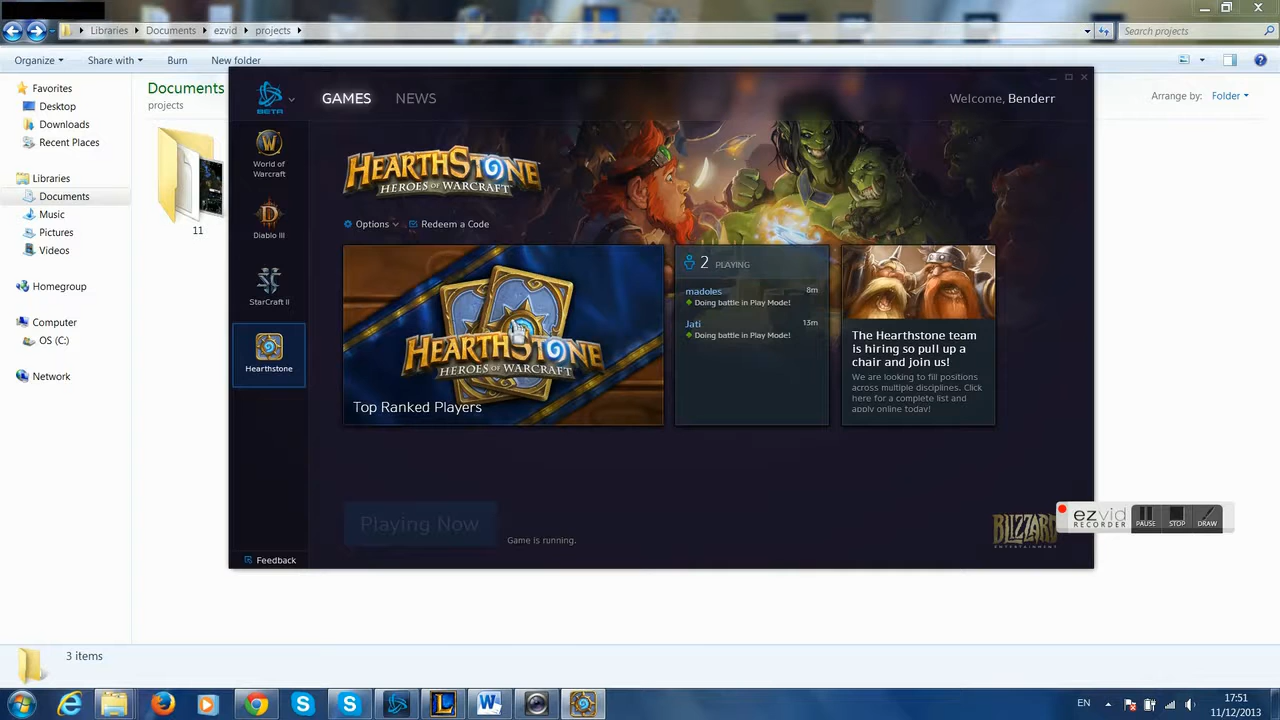 Libraries Documents ezvid projects
Search projects
Organize Share with Burn New folder
Favorites
Desktop
Downloads
Recent Places
Libraries
Documents
Music
Pictures
Videos
Homegroup
Computer
OS (C:)
Network
Documents
projects
Arrange by: Folder
11
BETA
GAMES NEWS
Welcome, Benderr
World of
Warcraft
Diablo III
StarCraft II
Hearthstone
Feedback
HEARTHSTONE
HEROES OF WARCRAFT
Options Redeem a Code
HEARTHSTONE
HEROES OF WARCRAFT
Top Ranked Players
2 PLAYING
madoles 8m
Doing battle in Play Mode!
Jati 13m
Doing battle in Play Mode!
The Hearthstone team
is hiring so pull up a
chair and join us!
We are looking to fill positions
across multiple disciplines. Click
here for a complete list and
apply online today!
Playing Now
Game is running.
BLIZZARD
ENTERTAINMENT
ezvid
RECORDER
PAUSE STOP DRAW
3 items
EN
17:51
11/12/2013